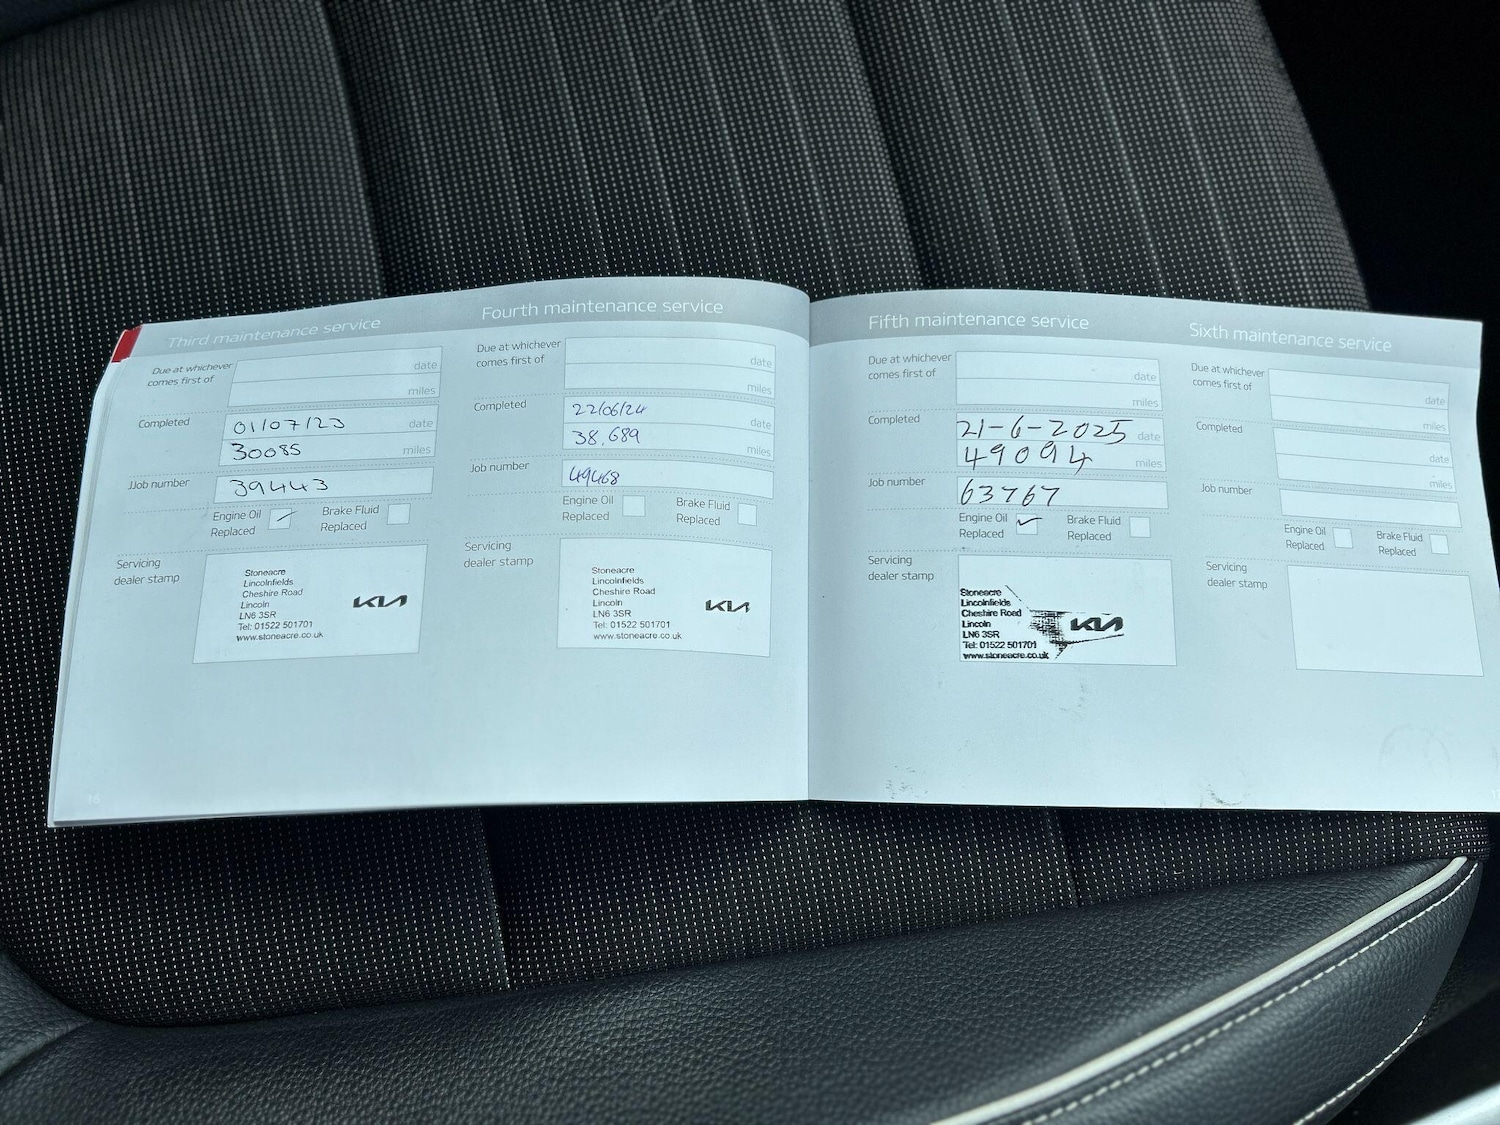 Third maintenance service
Due at whichever
comes first of
date
miles
Completed
01/07/23 date
30085 miles
JJob number
39443
Engine Oil
Replaced
Brake Fluid
Replaced
Servicing
dealer stamp
Stoneacre
Lincolnfields
Cheshire Road
Lincoln
LN6 3SR
Tel: 01522 501701
www.stoneacre.co.uk
KIA
16
Fourth maintenance service
Due at whichever
comes first of
date
miles
Completed
22/06/24 date
38,689 miles
Job number
49468
Engine Oil
Replaced
Brake Fluid
Replaced
Servicing
dealer stamp
Stoneacre
Lincolnfields
Cheshire Road
Lincoln
LN6 3SR
Tel: 01522 501701
www.stoneacre.co.uk
KIA
Fifth maintenance service
Due at whichever
comes first of
date
miles
Completed
21-6-2025 date
49094 miles
Job number
63767
Engine Oil
Replaced
Brake Fluid
Replaced
Servicing
dealer stamp
Stoneacre
Lincolnfields
Cheshire Road
Lincoln
LN6 3SR
Tel: 01522 501701
www.stoneacre.co.uk
KIA
Sixth maintenance service
Due at whichever
comes first of
date
miles
Completed
date
miles
Job number
Engine Oil
Replaced
Brake Fluid
Replaced
Servicing
dealer stamp